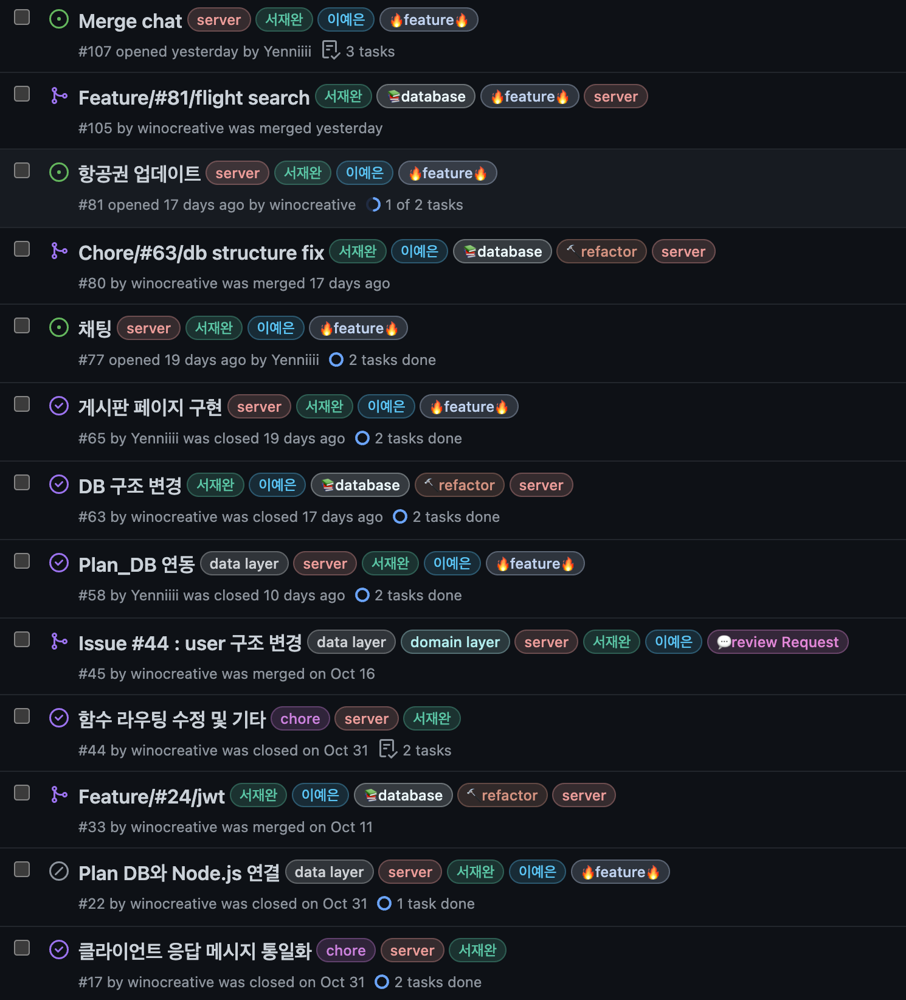 Merge chat server 서재완 이예은 🔥feature🔥
#107 opened yesterday by Yenniiii 3 tasks
Feature/#81/flight search 서재완 📚database 🔥feature🔥 server
#105 by winocreative was merged yesterday
항공권 업데이트 server 서재완 이예은 🔥feature🔥
#81 opened 17 days ago by winocreative 1 of 2 tasks
Chore/#63/db structure fix 서재완 이예은 📚database 🔨 refactor server
#80 by winocreative was merged 17 days ago
채팅 server 서재완 이예은 🔥feature🔥
#77 opened 19 days ago by Yenniiii 2 tasks done
게시판 페이지 구현 server 서재완 이예은 🔥feature🔥
#65 by Yenniiii was closed 19 days ago 2 tasks done
DB 구조 변경 서재완 이예은 📚database 🔨 refactor server
#63 by winocreative was closed 17 days ago 2 tasks done
Plan_DB 연동 data layer server 서재완 이예은 🔥feature🔥
#58 by Yenniiii was closed 10 days ago 2 tasks done
Issue #44 : user 구조 변경 data layer domain layer server 서재완 이예은 💬review Request
#45 by winocreative was merged on Oct 16
함수 라우팅 수정 및 기타 chore server 서재완
#44 by winocreative was closed on Oct 31 2 tasks
Feature/#24/jwt 서재완 이예은 📚database 🔨 refactor server
#33 by winocreative was merged on Oct 11
Plan DB와 Node.js 연결 data layer server 서재완 이예은 🔥feature🔥
#22 by winocreative was closed on Oct 31 1 task done
클라이언트 응답 메시지 통일화 chore server 서재완
#17 by winocreative was closed on Oct 31 2 tasks done